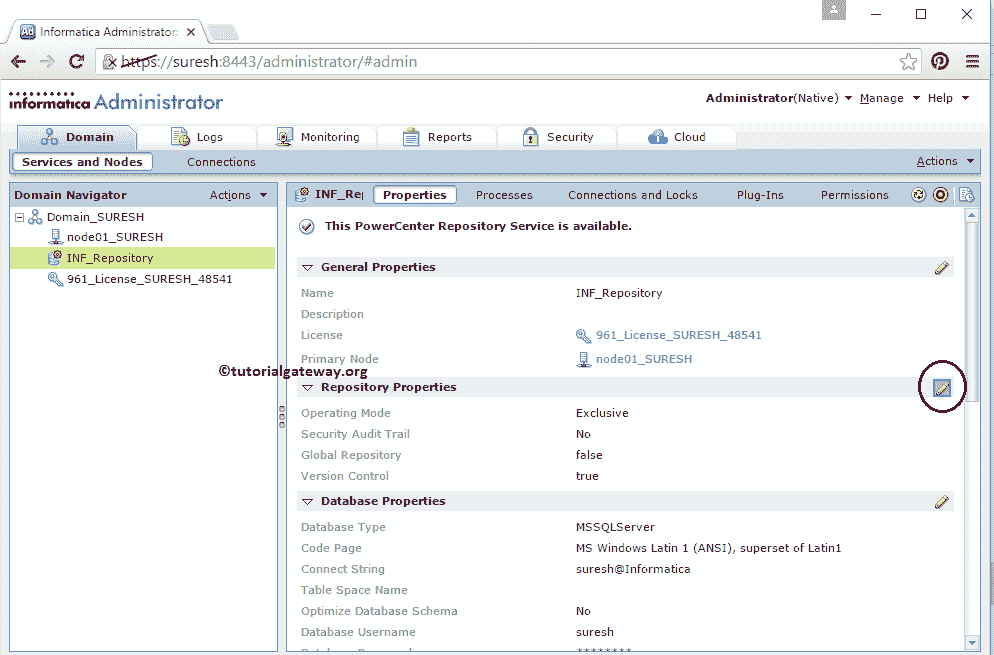 Ad Informatica Administrator:
https://suresh:8443/administrator/#admin
informatica Administrator
Administrator(Native) Manage Help
Domain Logs Monitoring Reports Security Cloud
Services and Nodes Connections Actions
Domain Navigator Actions
INF_Re Properties Processes Connections and Locks Plug-Ins Permissions
Domain_SURESH
node01_SURESH
INF_Repository
961_License_SURESH_48541
This PowerCenter Repository Service is available.
General Properties
Name INF_Repository
Description
License 961_License_SURESH_48541
Primary Node node01_SURESH
©tutorialgateway.org
Repository Properties
Operating Mode Exclusive
Security Audit Trail No
Global Repository false
Version Control true
Database Properties
Database Type MSSQLServer
Code Page MS Windows Latin 1 (ANSI), superset of Latin1
Connect String suresh@Informatica
Table Space Name
Optimize Database Schema No
Database Username suresh